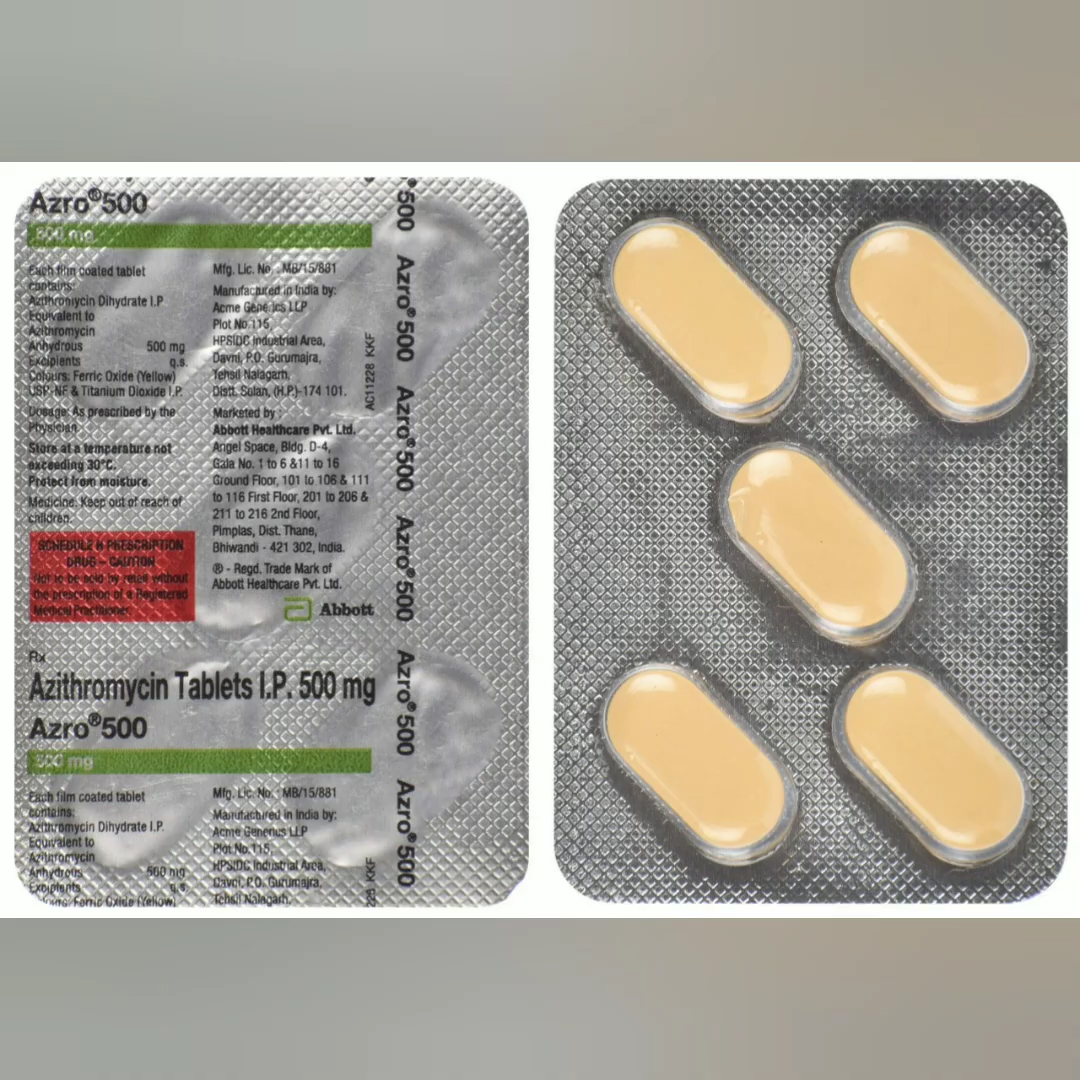 Azro®500
500 mg
Each film coated tablet
contains:
Azithromycin Dihydrate I.P.
Equivalent to
Azithromycin
Anhydrous 500 mg
Excipients q.s.
Colours: Ferric Oxide (Yellow)
USP-NF & Titanium Dioxide I.P.
Dosage: As prescribed by the
Physician.
Store at a temperature not
exceeding 30°C.
Protect from moisture.
Medicine: Keep out of reach of
children.
SCHEDULE H PRESCRIPTION
DRUG – CAUTION
Not to be sold by retail without
the prescription of a Registered
Medical Practitioner.
Mfg. Lic. No. : MB/15/881
Manufactured in India by:
Acme Generics LLP
Plot No.115,
HPSIDC Industrial Area,
Davni, P.O. Gurumajra,
Tehsil Nalagarh,
Distt. Solan, (H.P.)-174 101.
Marketed by :
Abbott Healthcare Pvt. Ltd.
Angel Space, Bldg. D-4,
Gala No. 1 to 6 &11 to 16
Ground Floor, 101 to 106 & 111
to 116 First Floor, 201 to 206 &
211 to 216 2nd Floor,
Pimplas, Dist. Thane,
Bhiwandi - 421 302, India.
® - Regd. Trade Mark of
Abbott Healthcare Pvt. Ltd.
Abbott
AC11228 KKF
®500 Azro®500 Azro®500 Azro®500 Azro®500 Azro®500
Rx
Azithromycin Tablets I.P. 500 mg
Azro®500
500 mg
Each film coated tablet
contains:
Azithromycin Dihydrate I.P.
Equivalent to
Azithromycin
Anhydrous 500 mg
Excipients q.s.
Colours: Ferric Oxide (Yellow)
Mfg. Lic. No. : MB/15/881
Manufactured in India by:
Acme Generics LLP
Plot No.115,
HPSIDC Industrial Area,
Davni, P.O. Gurumajra,
Tehsil Nalagarh,
228 KKF